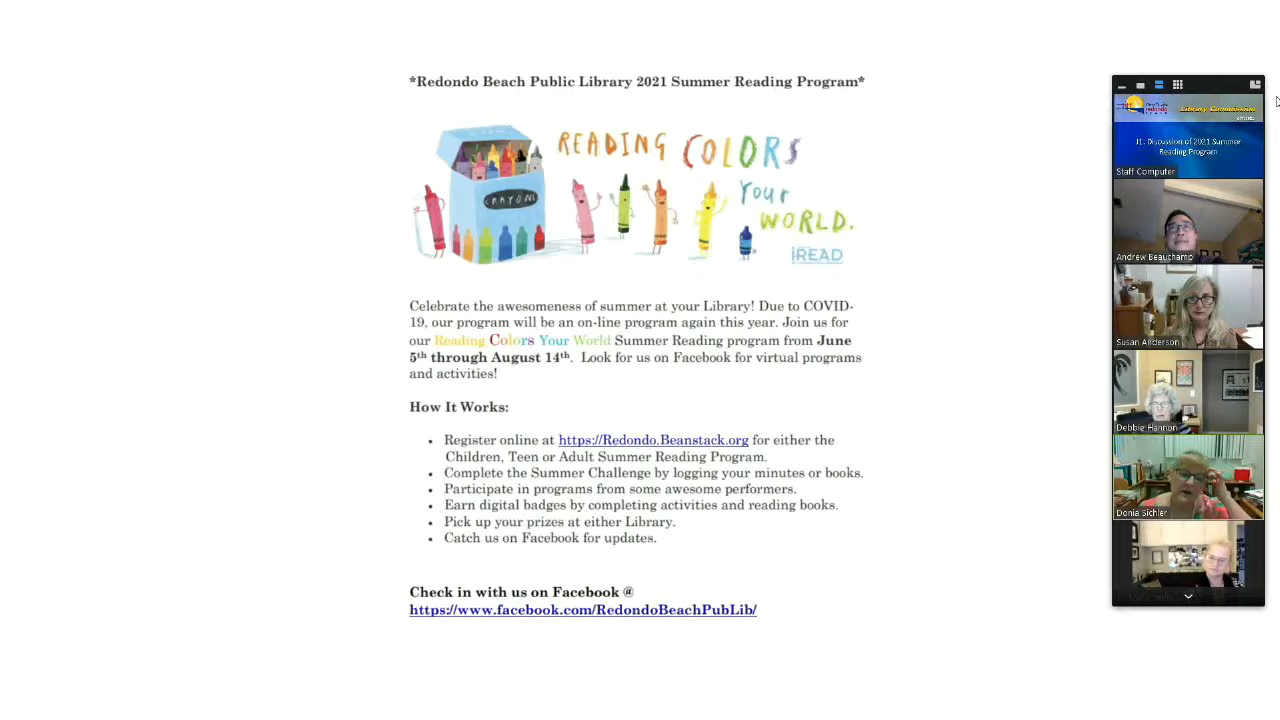 *Redondo Beach Public Library 2021 Summer Reading Program*
READING COLORS
Your
WORLD.
CRAYONS
iREAD
Celebrate the awesomeness of summer at your Library! Due to COVID-
19, our program will be an on-line program again this year. Join us for
our Reading Colors Your World Summer Reading program from June
5th through August 14th. Look for us on Facebook for virtual programs
and activities!
How It Works:
• Register online at https://Redondo.Beanstack.org for either the
Children, Teen or Adult Summer Reading Program.
• Complete the Summer Challenge by logging your minutes or books.
• Participate in programs from some awesome performers.
• Earn digital badges by completing activities and reading books.
• Pick up your prizes at either Library.
• Catch us on Facebook for updates.
Check in with us on Facebook @
https://www.facebook.com/RedondoBeachPubLib/
redondo
Library Commission
J1: Discussion of 2021 Summer
Reading Program
Staff Computer
Andrew Beauchamp
Susan Anderson
Debbie Hannon
Donia Sichler